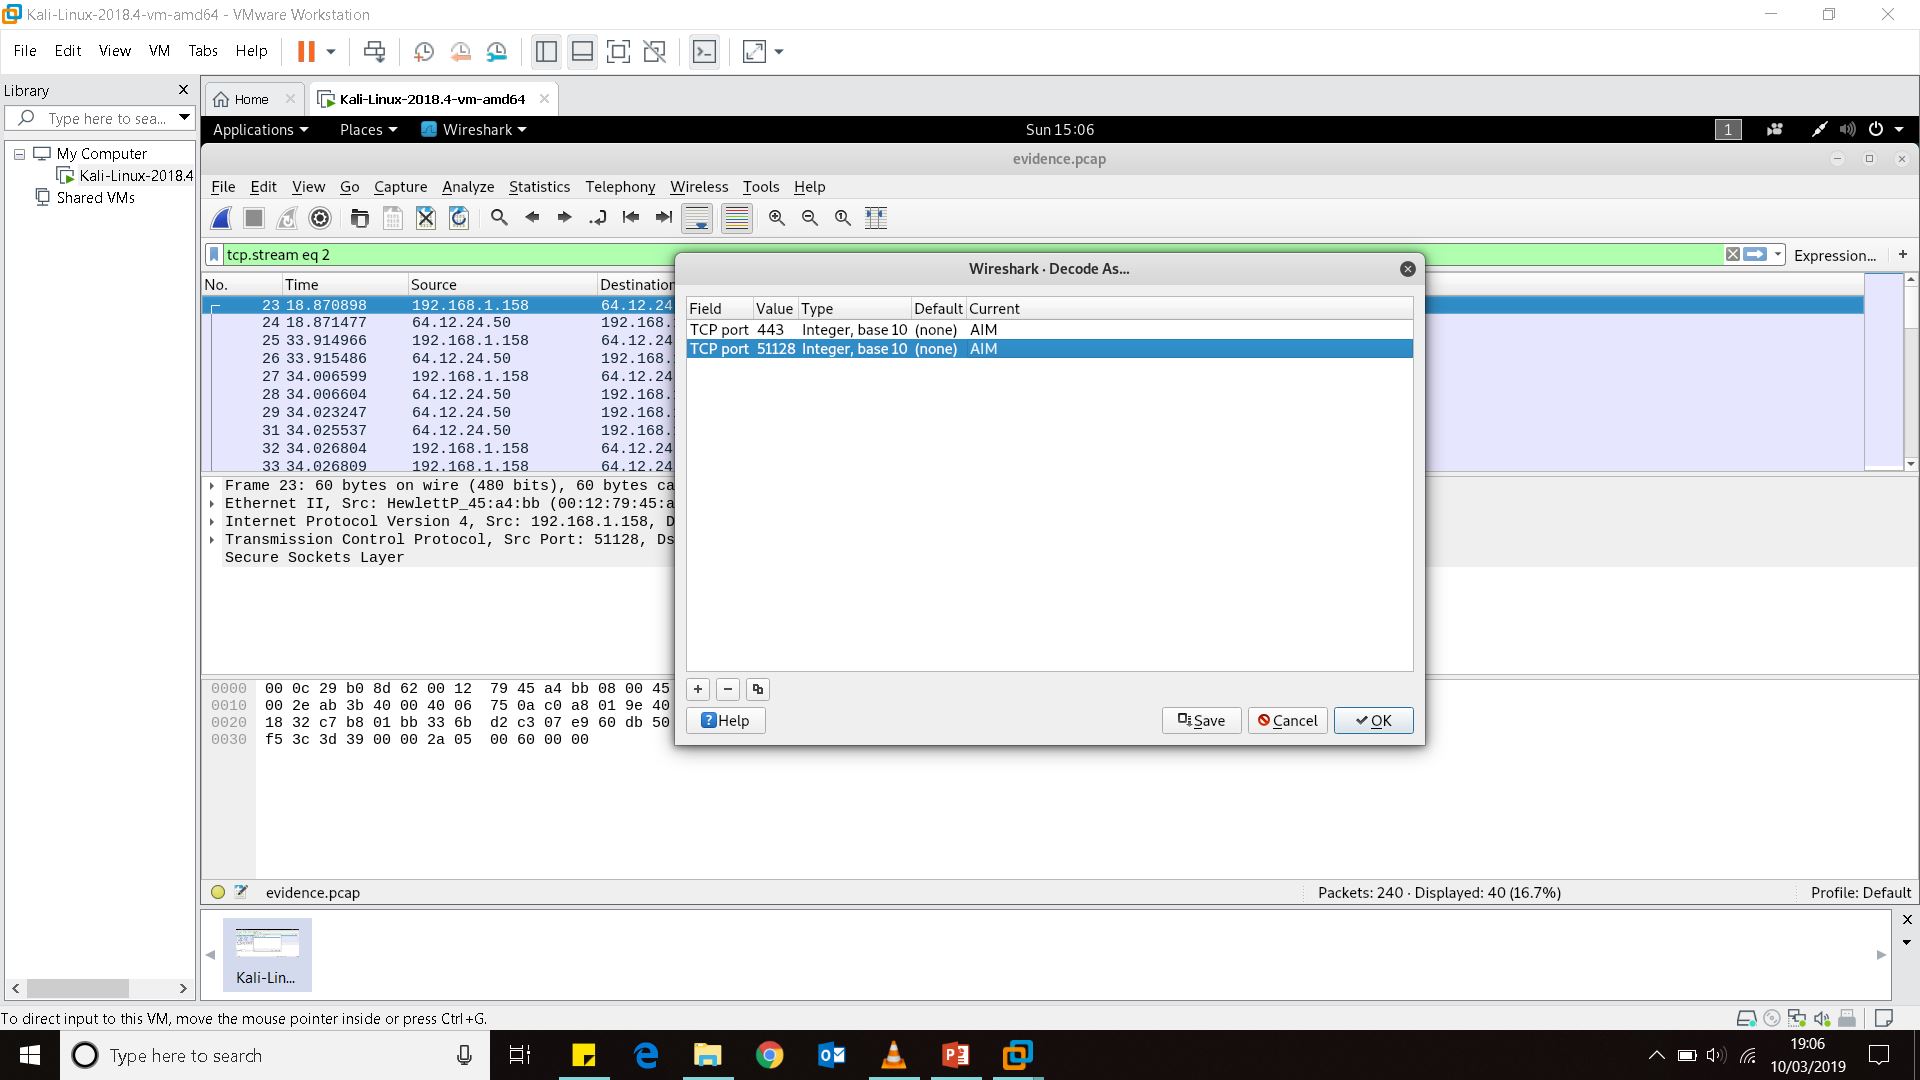 Kali-Linux-2018.4-vm-amd64 - VMware Workstation
File Edit View VM Tabs Help
Library
Type here to sea...
My Computer
Kali-Linux-2018.4
Shared VMs
Home
Kali-Linux-2018.4-vm-amd64
Applications Places Wireshark Sun 15:06 1
evidence.pcap
File Edit View Go Capture Analyze Statistics Telephony Wireless Tools Help
tcp.stream eq 2 Expression... +
No. Time Source Destination
23 18.870898 192.168.1.158 64.12.24
24 18.871477 64.12.24.50 192.168.
25 33.914966 192.168.1.158 64.12.24
26 33.915486 64.12.24.50 192.168.
27 34.006599 192.168.1.158 64.12.24
28 34.006604 64.12.24.50 192.168.
29 34.023247 64.12.24.50 192.168.
31 34.025537 64.12.24.50 192.168.
32 34.026804 192.168.1.158 64.12.24
33 34.026809 192.168.1.158 64.12.24
Frame 23: 60 bytes on wire (480 bits), 60 bytes ca
Ethernet II, Src: HewlettP_45:a4:bb (00:12:79:45:a
Internet Protocol Version 4, Src: 192.168.1.158, D
Transmission Control Protocol, Src Port: 51128, Ds
Secure Sockets Layer
0000 00 0c 29 b0 8d 62 00 12 79 45 a4 bb 08 00 45
0010 00 2e ab 3b 40 00 40 06 75 0a c0 a8 01 9e 40
0020 18 32 c7 b8 01 bb 33 6b d2 c3 07 e9 60 db 50
0030 f5 3c 3d 39 00 00 2a 05 00 60 00 00
Wireshark · Decode As...
Field Value Type Default Current
TCP port 443 Integer, base 10 (none) AIM
TCP port 51128 Integer, base 10 (none) AIM
Help
Save
Cancel
OK
evidence.pcap
Packets: 240 · Displayed: 40 (16.7%)
Profile: Default
Kali-Lin...
To direct input to this VM, move the mouse pointer inside or press Ctrl+G.
Type here to search
19:06
10/03/2019